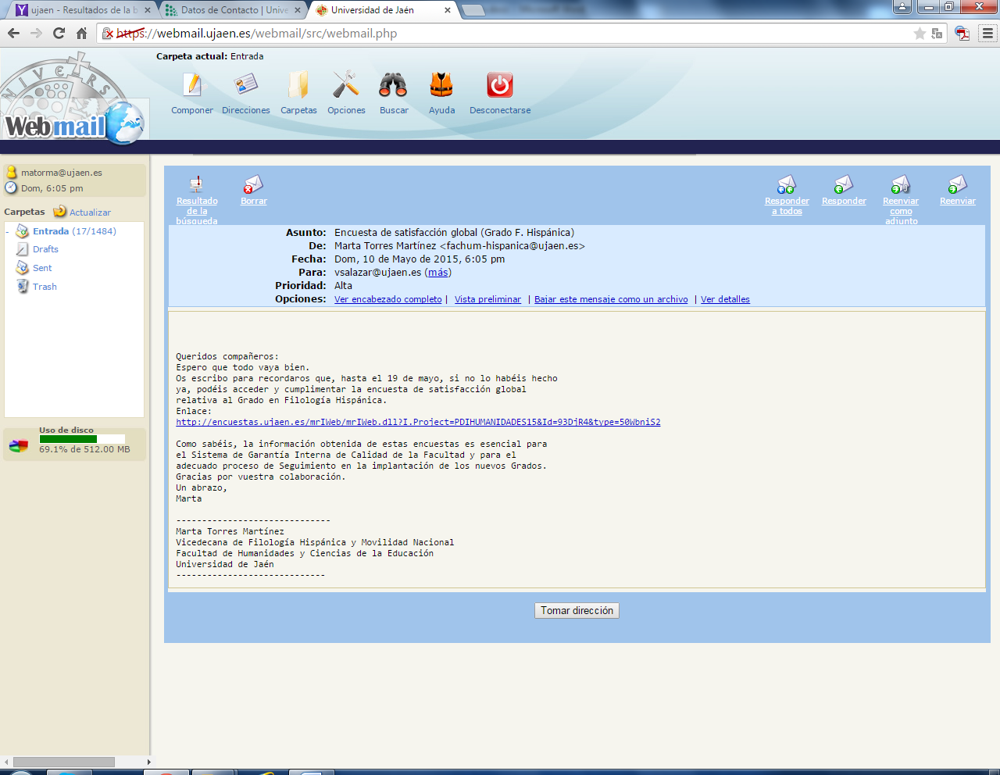 ujaen - Resultados de la b
Datos de Contacto | Unive
Universidad de Jaén
https://webmail.ujaen.es/webmail/src/webmail.php
Carpeta actual: Entrada
Componer Direcciones Carpetas Opciones Buscar Ayuda Desconectarse
Webmail
matorma@ujaen.es
Dom, 6:05 pm
Carpetas Actualizar
- Entrada (17/1484)
Drafts
Sent
Trash
Uso de disco
69.1% de 512.00 MB
Resultado de la búsqueda
Borrar
Responder a todos
Responder
Reenviar como adjunto
Reenviar
Asunto: Encuesta de satisfacción global (Grado F. Hispánica)
De: Marta Torres Martínez <fachum-hispanica@ujaen.es>
Fecha: Dom, 10 de Mayo de 2015, 6:05 pm
Para: vsalazar@ujaen.es (más)
Prioridad: Alta
Opciones: Ver encabezado completo | Vista preliminar | Bajar este mensaje como un archivo | Ver detalles
Queridos compañeros:
Espero que todo vaya bien.
Os escribo para recordaros que, hasta el 19 de mayo, si no lo habéis hecho
ya, podéis acceder y cumplimentar la encuesta de satisfacción global
relativa al Grado en Filología Hispánica.
Enlace:
http://encuestas.ujaen.es/mrIWeb/mrIWeb.dll?I.Project=PDIHUMANIDADES15&Id=93DjR4&type=50WbniS2
Como sabéis, la información obtenida de estas encuestas es esencial para
el Sistema de Garantía Interna de Calidad de la Facultad y para el
adecuado proceso de Seguimiento en la implantación de los nuevos Grados.
Gracias por vuestra colaboración.
Un abrazo,
Marta
------------------------------
Marta Torres Martínez
Vicedecana de Filología Hispánica y Movilidad Nacional
Facultad de Humanidades y Ciencias de la Educación
Universidad de Jaén
-----------------------------
Tomar dirección